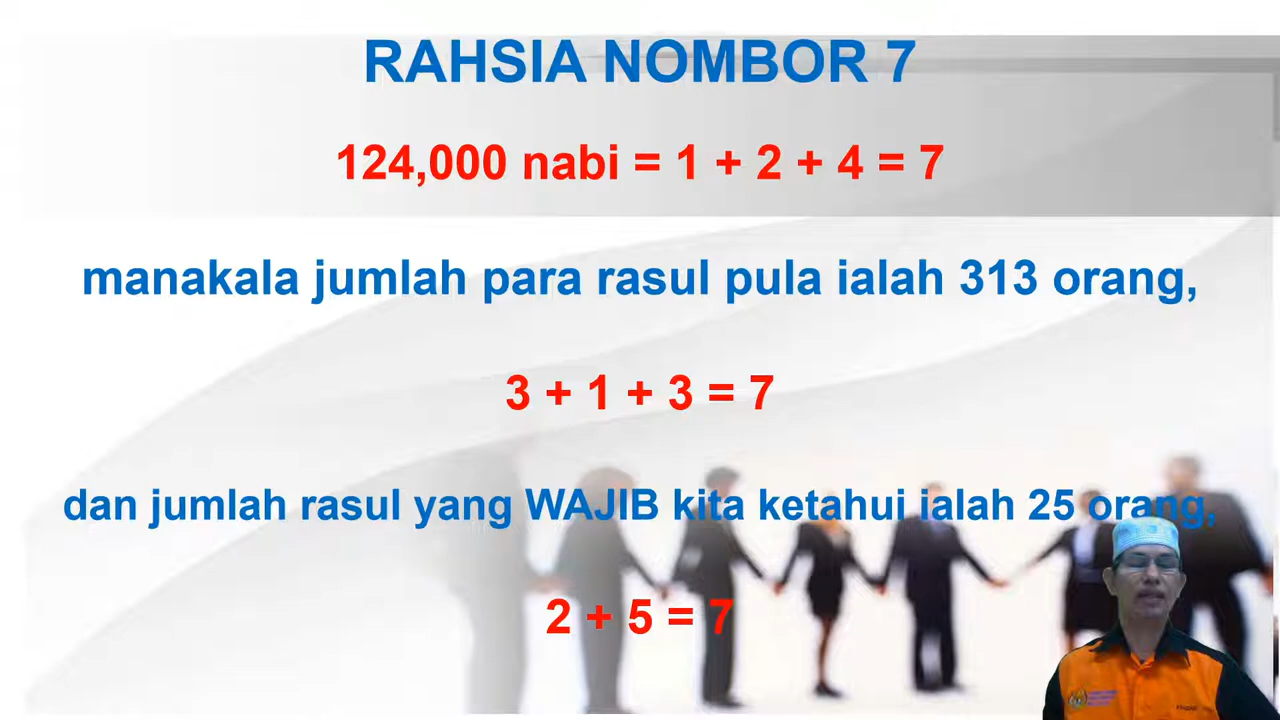 RAHSIA NOMBOR 7
124,000 nabi = 1 + 2 + 4 = 7
manakala jumlah para rasul pula ialah 313 orang,
3 + 1 + 3 = 7
dan jumlah rasul yang WAJIB kita ketahui ialah 25 orang,
2 + 5 = 7